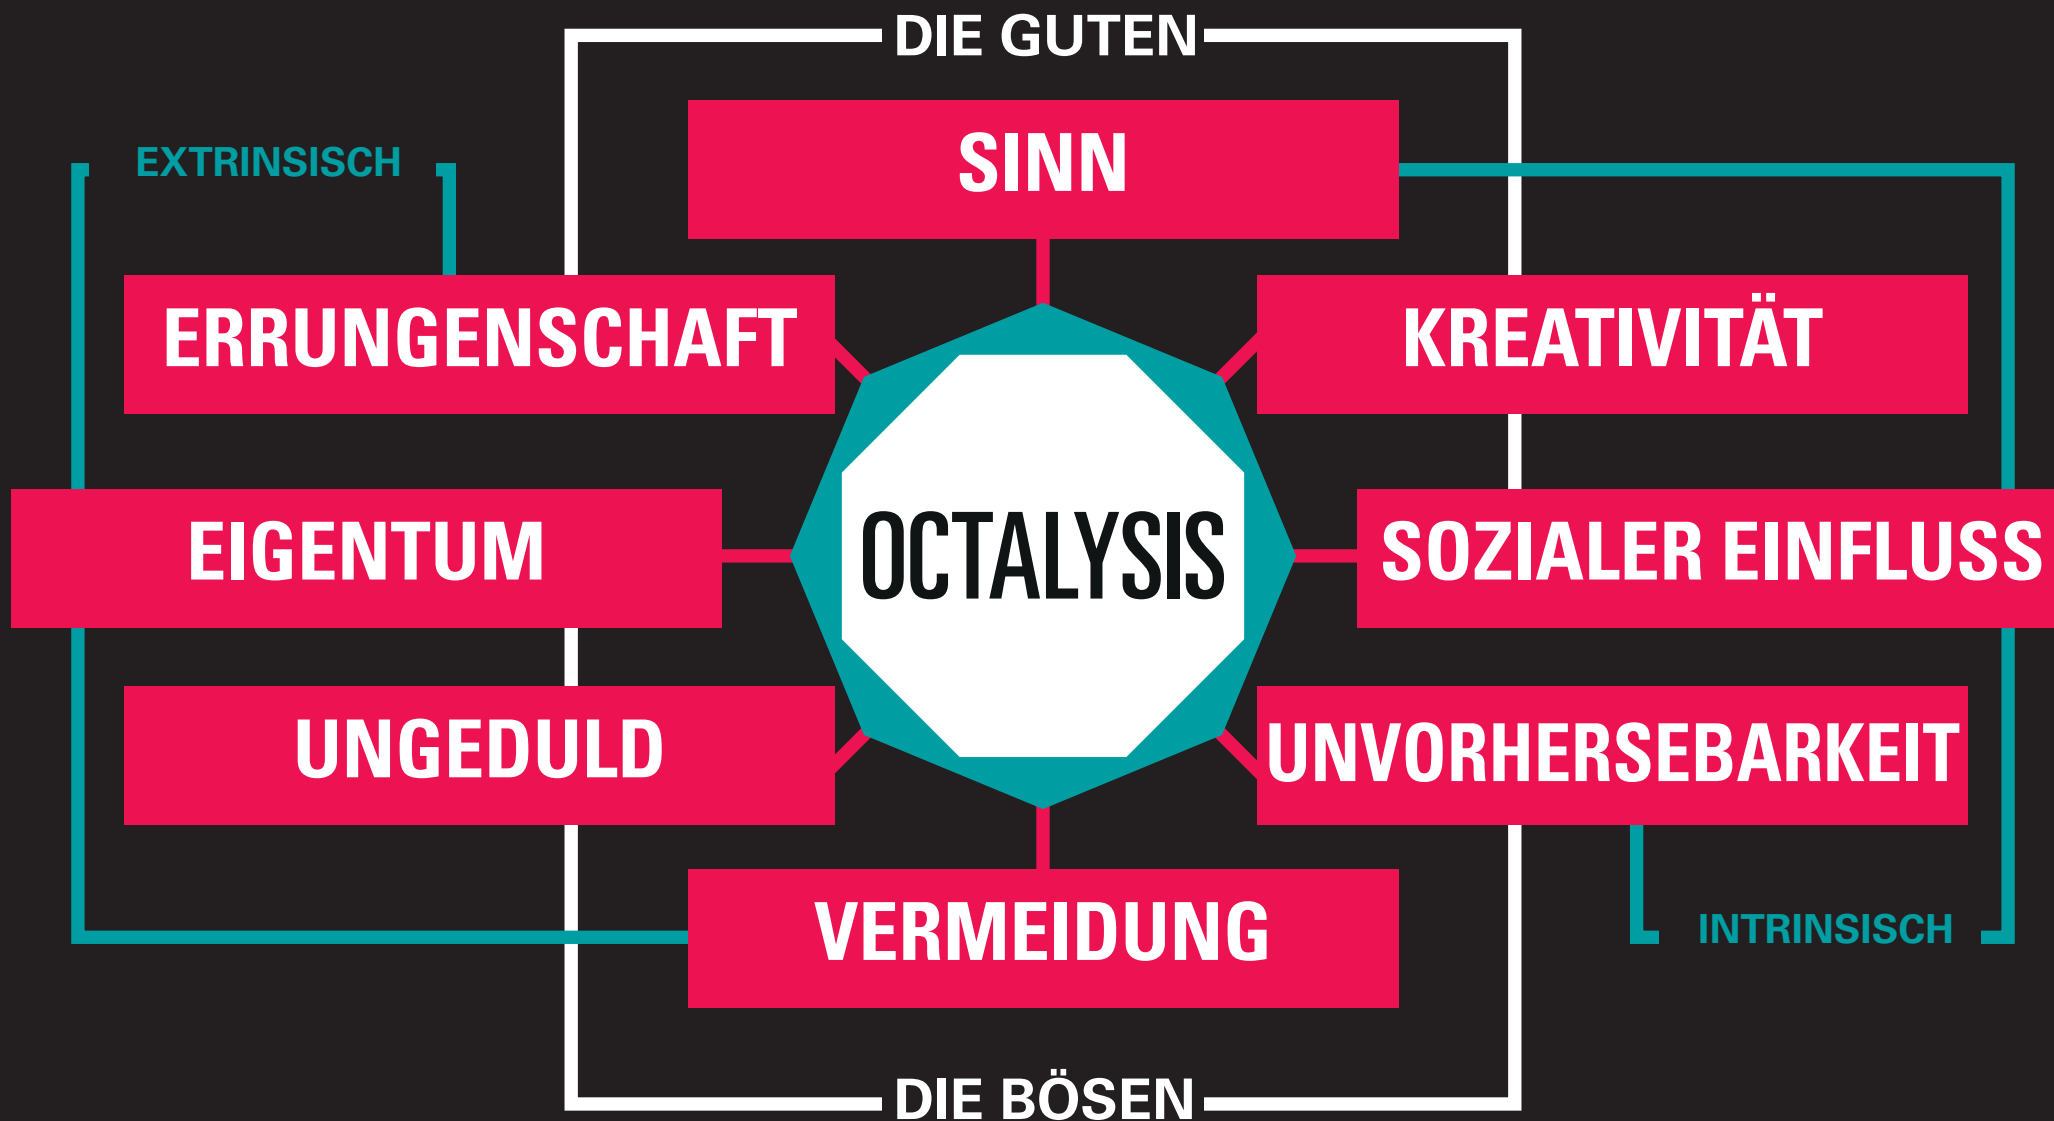 DIE GUTEN
SINN
EXTRINSISCH
ERRUNGENSCHAFT
KREATIVITÄT
EIGENTUM
OCTALYSIS
SOZIALER EINFLUSS
UNGEDULD
UNVORHERSEBARKEIT
VERMEIDUNG
INTRINSISCH
DIE BÖSEN